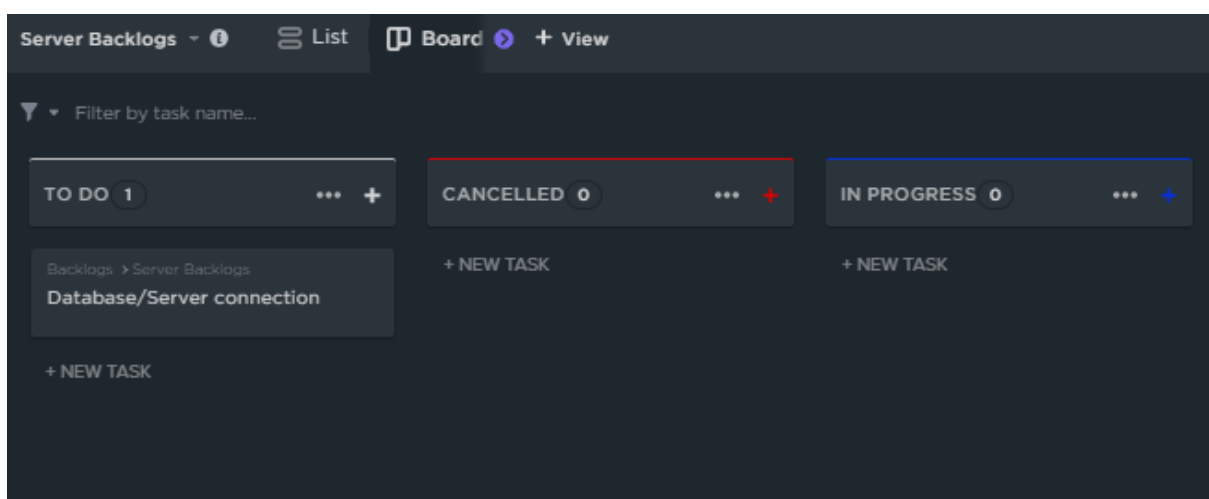 Server Backlogs List Board + View
Filter by task name...
TO DO 1 ... +
CANCELLED 0 ... +
IN PROGRESS 0 ... +
Backlogs > Server Backlogs
Database/Server connection
+ NEW TASK
+ NEW TASK
+ NEW TASK